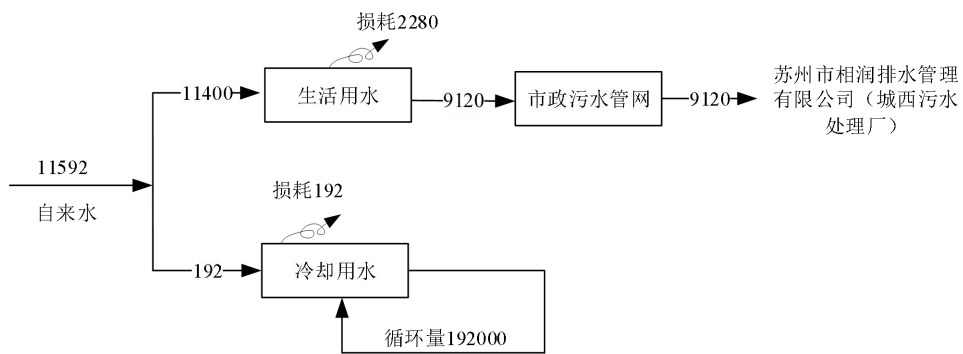 损耗2280
11400
生活用水
9120
市政污水管网
9120
苏州市相润排水管理
有限公司（城西污水
处理厂）
11592
自来水
损耗192
192
冷却用水
循环量192000